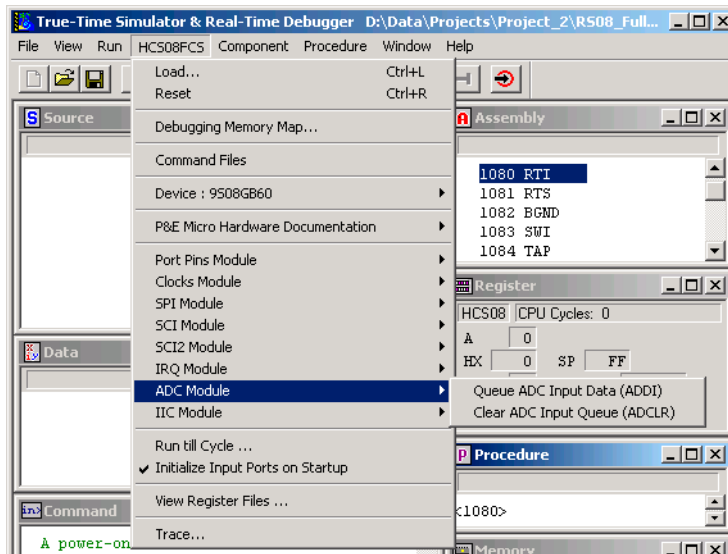 True-Time Simulator & Real-Time Debugger D:\Data\Projects\Project_2\RS08_Full...
File View Run HCS08FCS Component Procedure Window Help
Load... Ctrl+L
Reset Ctrl+R
Debugging Memory Map...
Command Files
Device : 9S08GB60
P&E Micro Hardware Documentation
Port Pins Module
Clocks Module
SPI Module
SCI Module
SCI2 Module
IRQ Module
ADC Module
IIC Module
Run till Cycle ...
Initialize Input Ports on Startup
View Register Files ...
Trace...
Queue ADC Input Data (ADDI)
Clear ADC Input Queue (ADCLR)
S Source
A Assembly
1080 RTI
1081 RTS
1082 BGND
1083 SWI
1084 TAP
Register
HCS08 CPU Cycles: 0
A 0
HX 0 SP FF
Data
P Procedure
<1080>
in> Command
A power-on
Memory